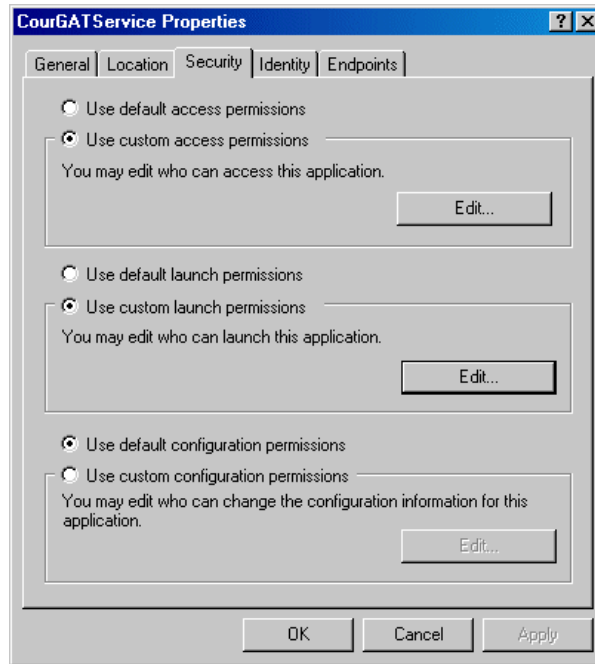 CourGATService Properties
General Location Security Identity Endpoints
Use default access permissions
Use custom access permissions
You may edit who can access this application.
Edit...
Use default launch permissions
Use custom launch permissions
You may edit who can launch this application.
Edit...
Use default configuration permissions
Use custom configuration permissions
You may edit who can change the configuration information for this
application.
Edit...
OK Cancel Apply